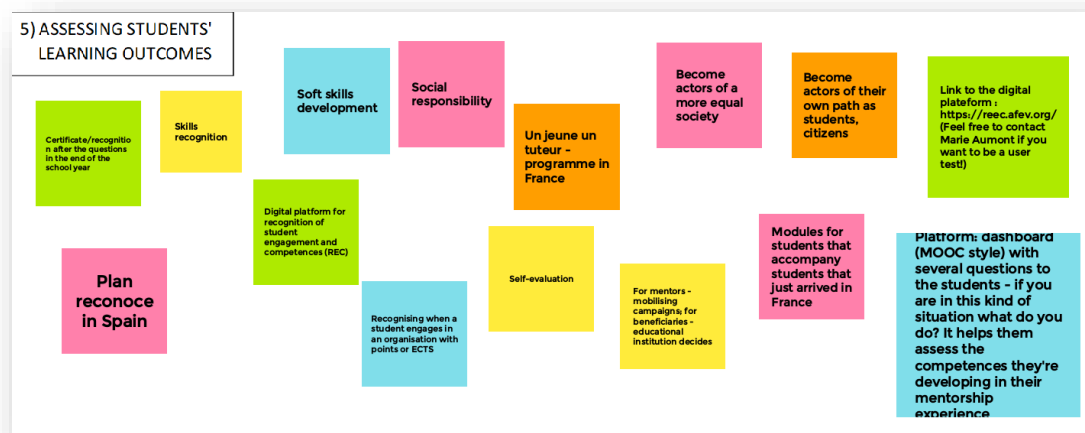 5) ASSESSING STUDENTS'
LEARNING OUTCOMES
Certificate/recognitio
n after the questions
in the end of the
school year
Skills
recognition
Soft skills
development
Social
responsibility
Un jeune un
tuteur -
programme in
France
Become
actors of a
more equal
society
Become
actors of their
own path as
students,
citizens
Link to the digital
plateform :
https://reec.afev.org/
(Feel free to contact
Marie Aumont if you
want to be a user
test!)
Plan
reconoce
in Spain
Digital platform for
recognition of
student
engagement and
competences (REC)
Recognising when a
student engages in
an organisation with
points or ECTS
Self-evaluation
For mentors -
mobilising
campaigns; for
beneficiaries -
educational
institution decides
Modules for
students that
accompany
students that
just arrived in
France
Platform: dashboard
(MOOC style) with
several questions to
the students - if you
are in this kind of
situation what do you
do? It helps them
assess the
competences they're
developing in their
mentorship
experience